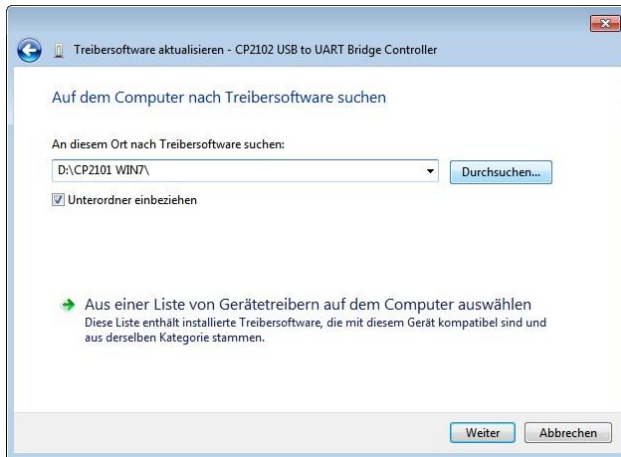 Treibersoftware aktualisieren - CP2102 USB to UART Bridge Controller
Auf dem Computer nach Treibersoftware suchen
An diesem Ort nach Treibersoftware suchen:
D:\CP2101 WIN7\
Durchsuchen...
Unterordner einbeziehen
Aus einer Liste von Gerätetreibern auf dem Computer auswählen
Diese Liste enthält installierte Treibersoftware, die mit diesem Gerät kompatibel sind und
aus derselben Kategorie stammen.
Weiter
Abbrechen